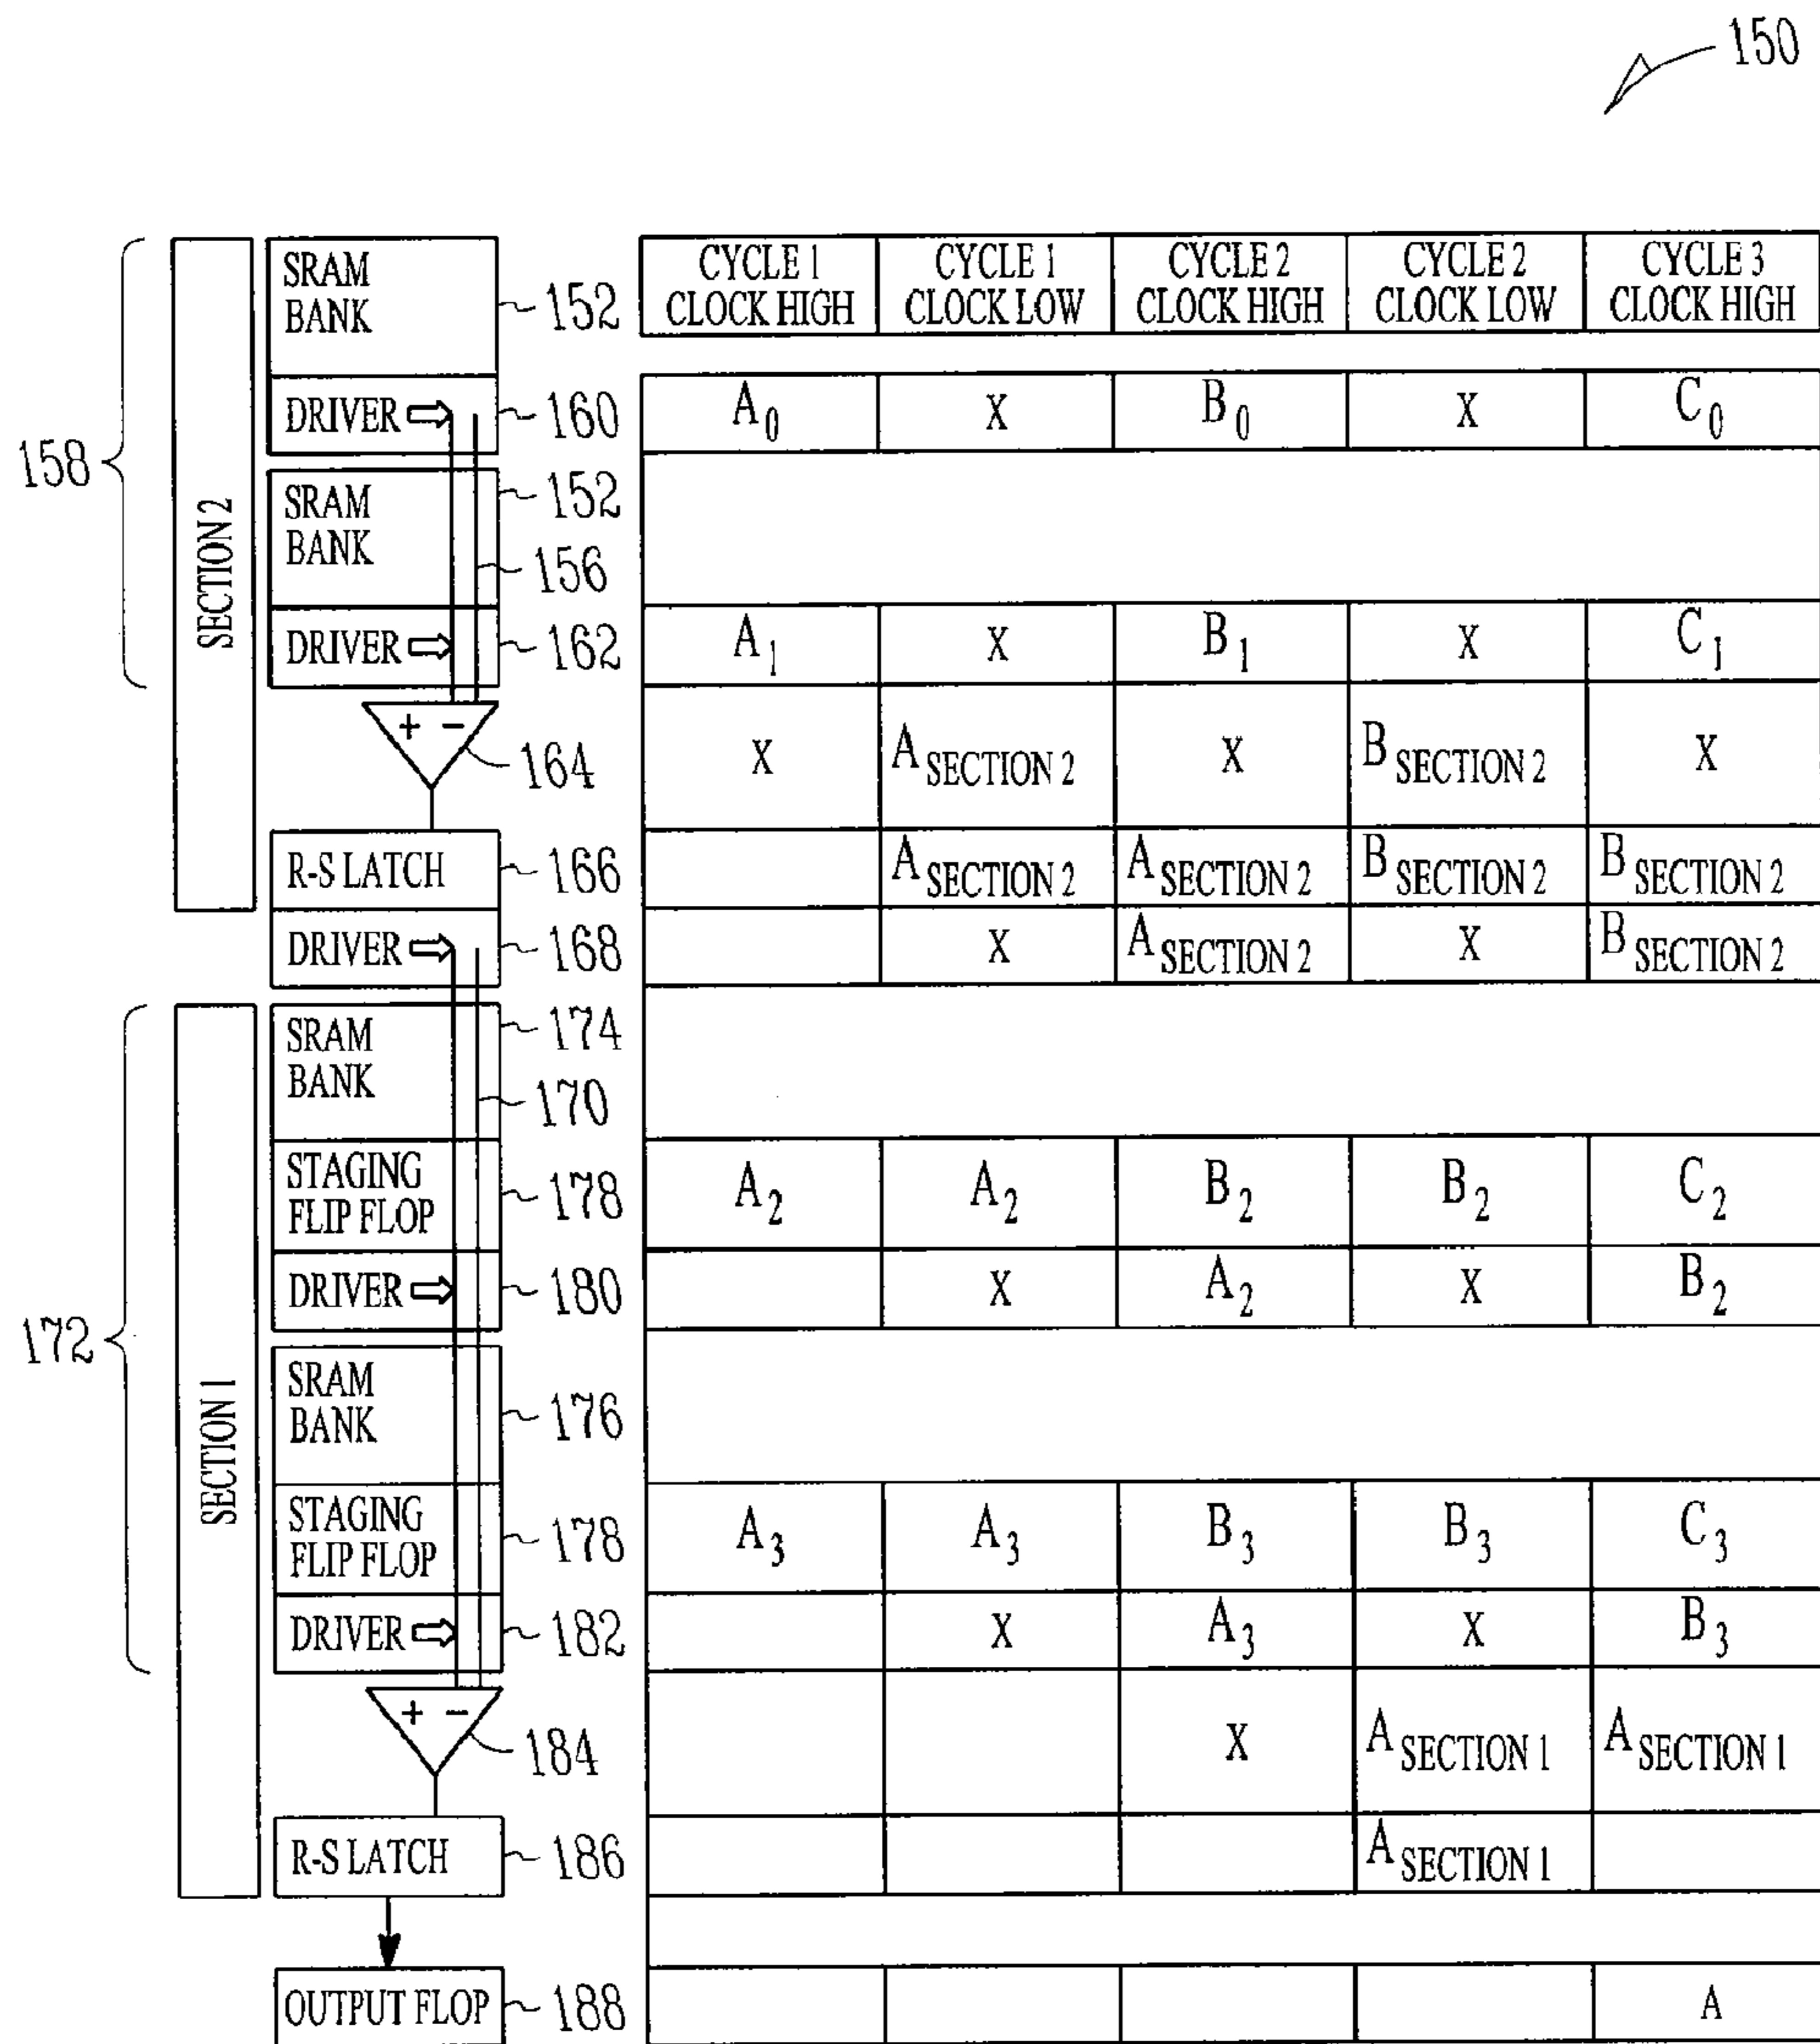 150
SRAM BANK 152 CYCLE 1 CLOCK HIGH CYCLE 1 CLOCK LOW CYCLE 2 CLOCK HIGH CYCLE 2 CLOCK LOW CYCLE 3 CLOCK HIGH
158
SECTION 2
DRIVER 160 A0 X B0 X C0
SRAM BANK 152
156
DRIVER 162 A1 X B1 X C1
+ - 164 X A SECTION 2 X B SECTION 2 X
R-S LATCH 166 A SECTION 2 A SECTION 2 B SECTION 2 B SECTION 2
DRIVER 168 X A SECTION 2 X B SECTION 2
172
SECTION 1
SRAM BANK 174
170
STAGING FLIP FLOP 178 A2 A2 B2 B2 C2
DRIVER 180 X A2 X B2
SRAM BANK 176
STAGING FLIP FLOP 178 A3 A3 B3 B3 C3
DRIVER 182 X A3 X B3
+ - 184 X A SECTION 1 A SECTION 1
R-S LATCH 186 A SECTION 1
OUTPUT FLOP 188 A